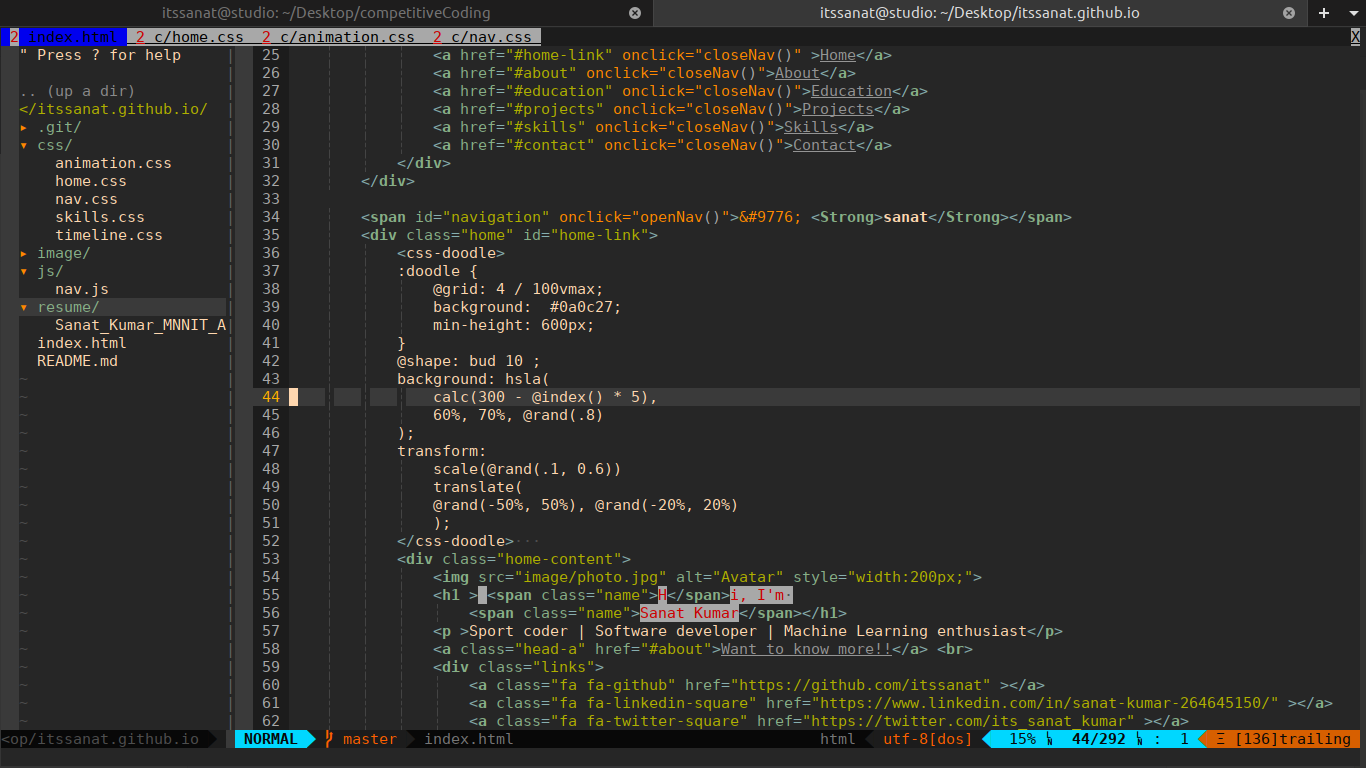 itssanat@studio: ~/Desktop/competitiveCoding
itssanat@studio: ~/Desktop/itssanat.github.io
2 index.html 2 c/home.css 2 c/animation.css 2 c/nav.css X
" Press ? for help
.. (up a dir)
</itssanat.github.io/
▸ .git/
▾ css/
animation.css
home.css
nav.css
skills.css
timeline.css
▸ image/
▾ js/
nav.js
▾ resume/
Sanat_Kumar_MNNIT_A
index.html
README.md
25 <a href="#home-link" onclick="closeNav()" >Home</a>
26 <a href="#about" onclick="closeNav()">About</a>
27 <a href="#education" onclick="closeNav()">Education</a>
28 <a href="#projects" onclick="closeNav()">Projects</a>
29 <a href="#skills" onclick="closeNav()">Skills</a>
30 <a href="#contact" onclick="closeNav()">Contact</a>
31 </div>
32 </div>
33
34 <span id="navigation" onclick="openNav()">&#9776; <Strong>sanat</Strong></span>
35 <div class="home" id="home-link">
36 <css-doodle>
37 :doodle {
38 @grid: 4 / 100vmax;
39 background:  #0a0c27;
40 min-height: 600px;
41 }
42 @shape: bud 10 ;
43 background: hsla(
44 calc(300 - @index() * 5),
45 60%, 70%, @rand(.8)
46 );
47 transform:
48 scale(@rand(.1, 0.6))
49 translate(
50 @rand(-50%, 50%), @rand(-20%, 20%)
51 );
52 </css-doodle>···
53 <div class="home-content">
54 <img src="image/photo.jpg" alt="Avatar" style="width:200px;">
55 <h1 > <span class="name">H</span>i, I'm·
56 <span class="name">Sanat Kumar</span></h1>
57 <p >Sport coder | Software developer | Machine Learning enthusiast</p>
58 <a class="head-a" href="#about">Want to know more!!</a> <br>
59 <div class="links">
60 <a class="fa fa-github" href="https://github.com/itssanat" ></a>
61 <a class="fa fa-linkedin-square" href="https://www.linkedin.com/in/sanat-kumar-264645150/" ></a>
62 <a class="fa fa-twitter-square" href="https://twitter.com/its_sanat_kumar" ></a>
<op/itssanat.github.io NORMAL master index.html html utf-8[dos] 15% 44/292 : 1 Ξ [136]trailing